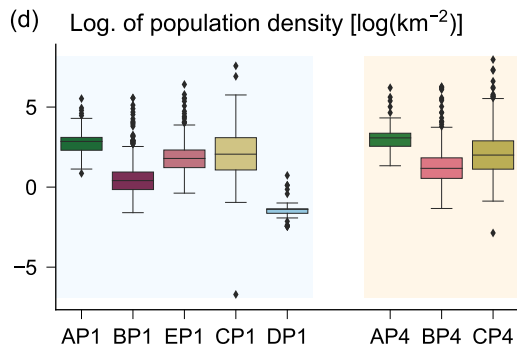 (d) Log. of population density [log(km⁻²)]
5
0
−5
AP1 BP1 EP1 CP1 DP1 AP4 BP4 CP4